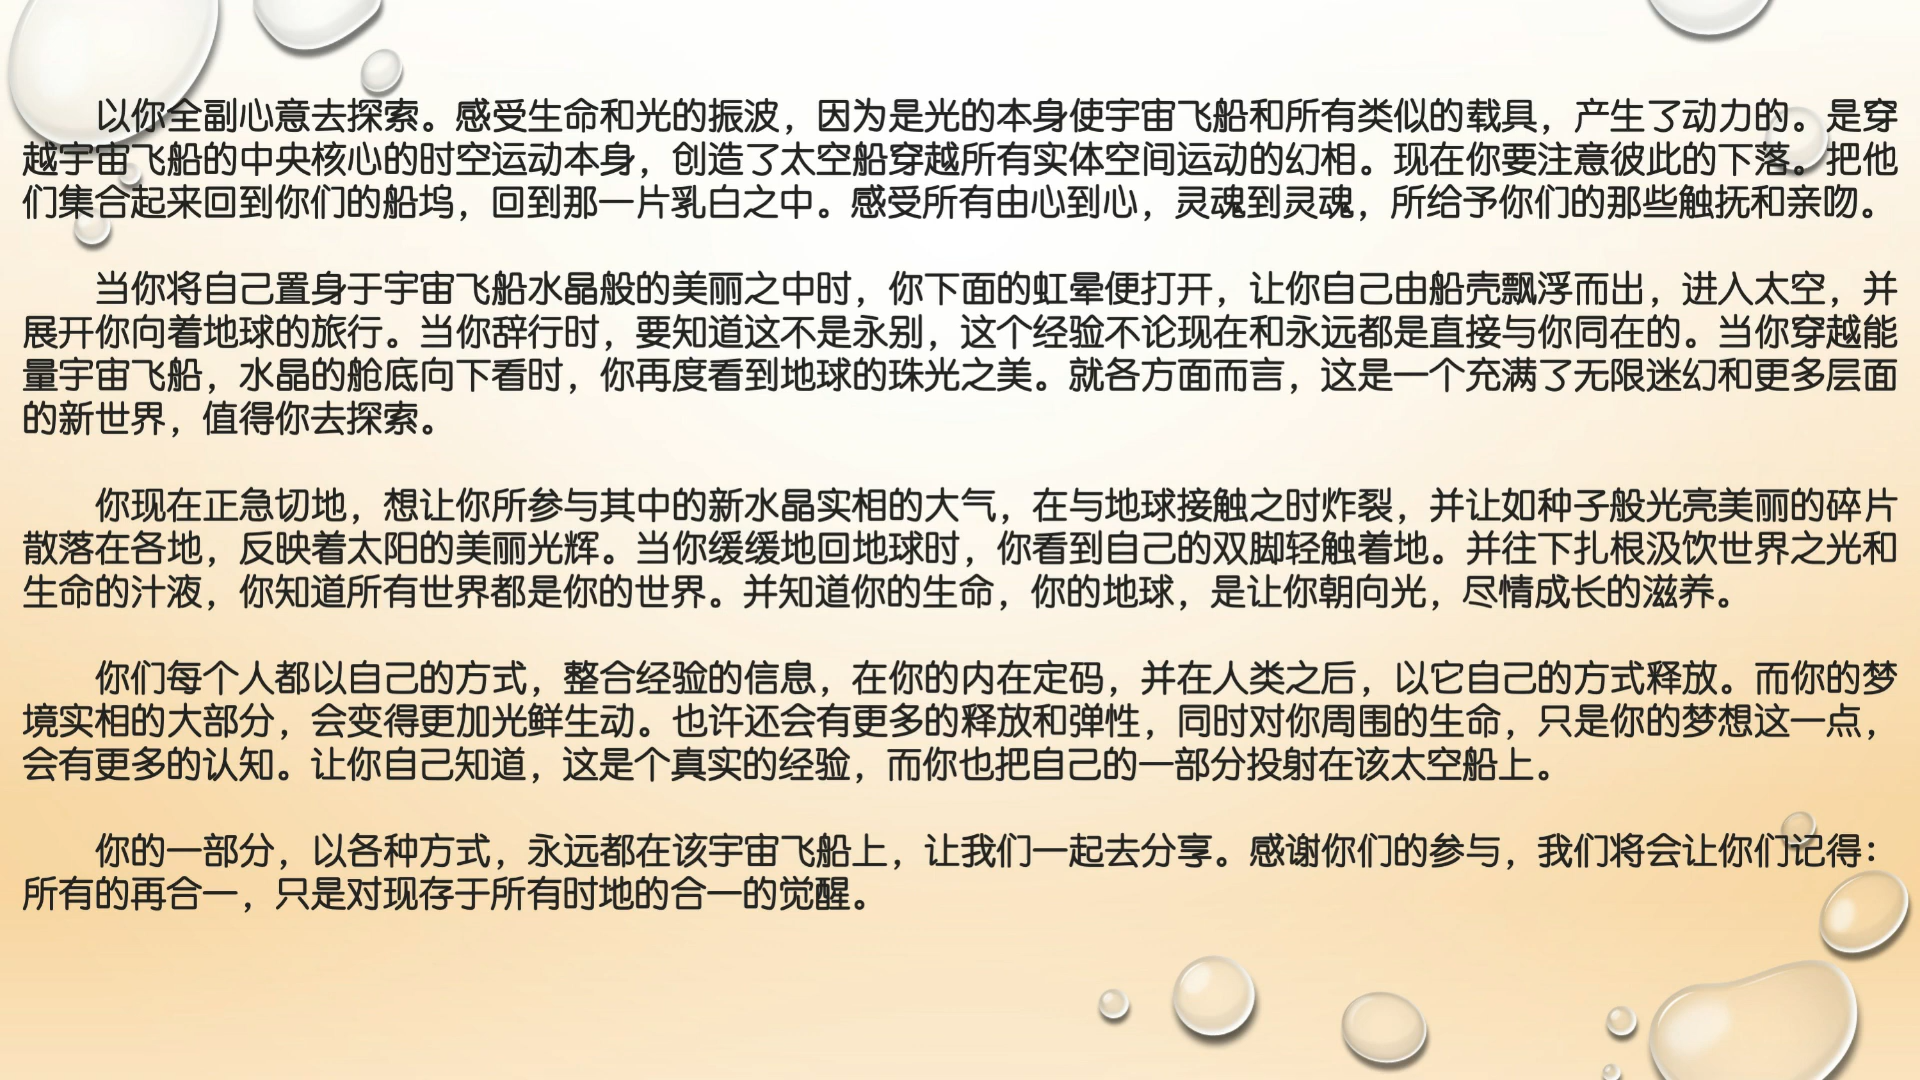 以你全副心意去探索。感受生命和光的振波，因为是光的本身使宇宙飞船和所有类似的载具，产生了动力的。是穿
越宇宙飞船的中央核心的时空运动本身，创造了太空船穿越所有实体空间运动的幻相。现在你要注意彼此的下落。把他
们集合起来回到你们的船坞，回到那一片乳白之中。感受所有由心到心，灵魂到灵魂，所给予你们的那些触抚和亲吻。
当你将自己置身于宇宙飞船水晶般的美丽之中时，你下面的虹晕便打开，让你自己由船壳飘浮而出，进入太空，并
展开你向着地球的旅行。当你辞行时，要知道这不是永别，这个经验不论现在和永远都是直接与你同在的。当你穿越能
量宇宙飞船，水晶的舱底向下看时，你再度看到地球的珠光之美。就各方面而言，这是一个充满了无限迷幻和更多层面
的新世界，值得你去探索。
你现在正急切地，想让你所参与其中的新水晶实相的大气，在与地球接触之时炸裂，并让如种子般光亮美丽的碎片
散落在各地，反映着太阳的美丽光辉。当你缓缓地回地球时，你看到自己的双脚轻触着地。并往下扎根汲饮世界之光和
生命的汁液，你知道所有世界都是你的世界。并知道你的生命，你的地球，是让你朝向光，尽情成长的滋养。
你们每个人都以自己的方式，整合经验的信息，在你的内在定码，并在人类之后，以它自己的方式释放。而你的梦
境实相的大部分，会变得更加光鲜生动。也许还会有更多的释放和弹性，同时对你周围的生命，只是你的梦想这一点，
会有更多的认知。让你自己知道，这是个真实的经验，而你也把自己的一部分投射在该太空船上。
你的一部分，以各种方式，永远都在该宇宙飞船上，让我们一起去分享。感谢你们的参与，我们将会让你们记得：
所有的再合一，只是对现存于所有时地的合一的觉醒。